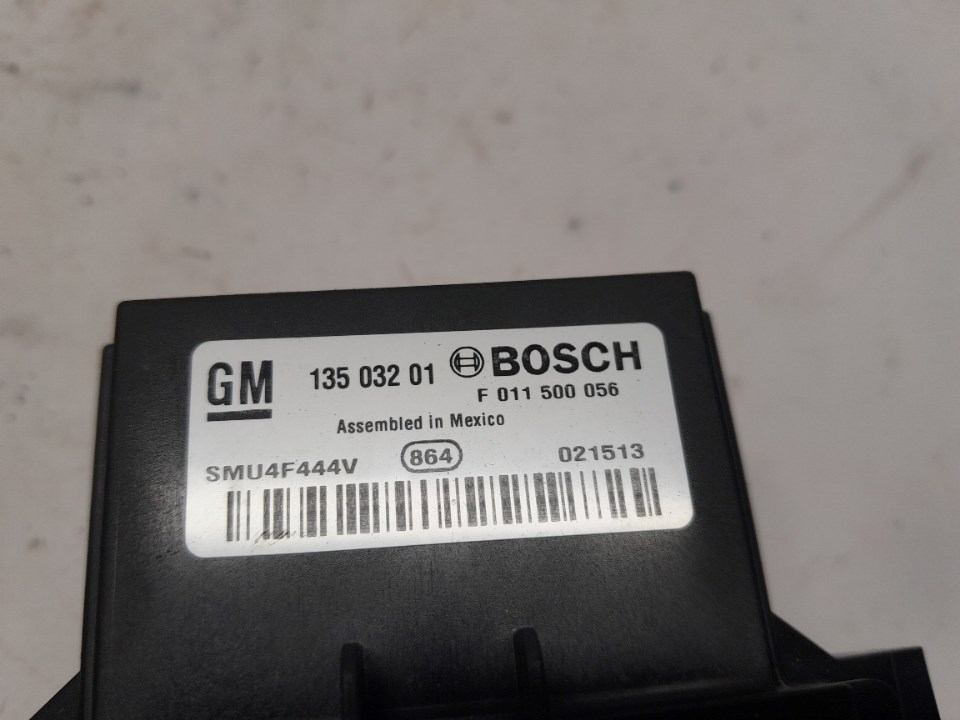 GM 135 032 01 BOSCH
F 011 500 056
Assembled in Mexico
SMU4F444V 864 021513